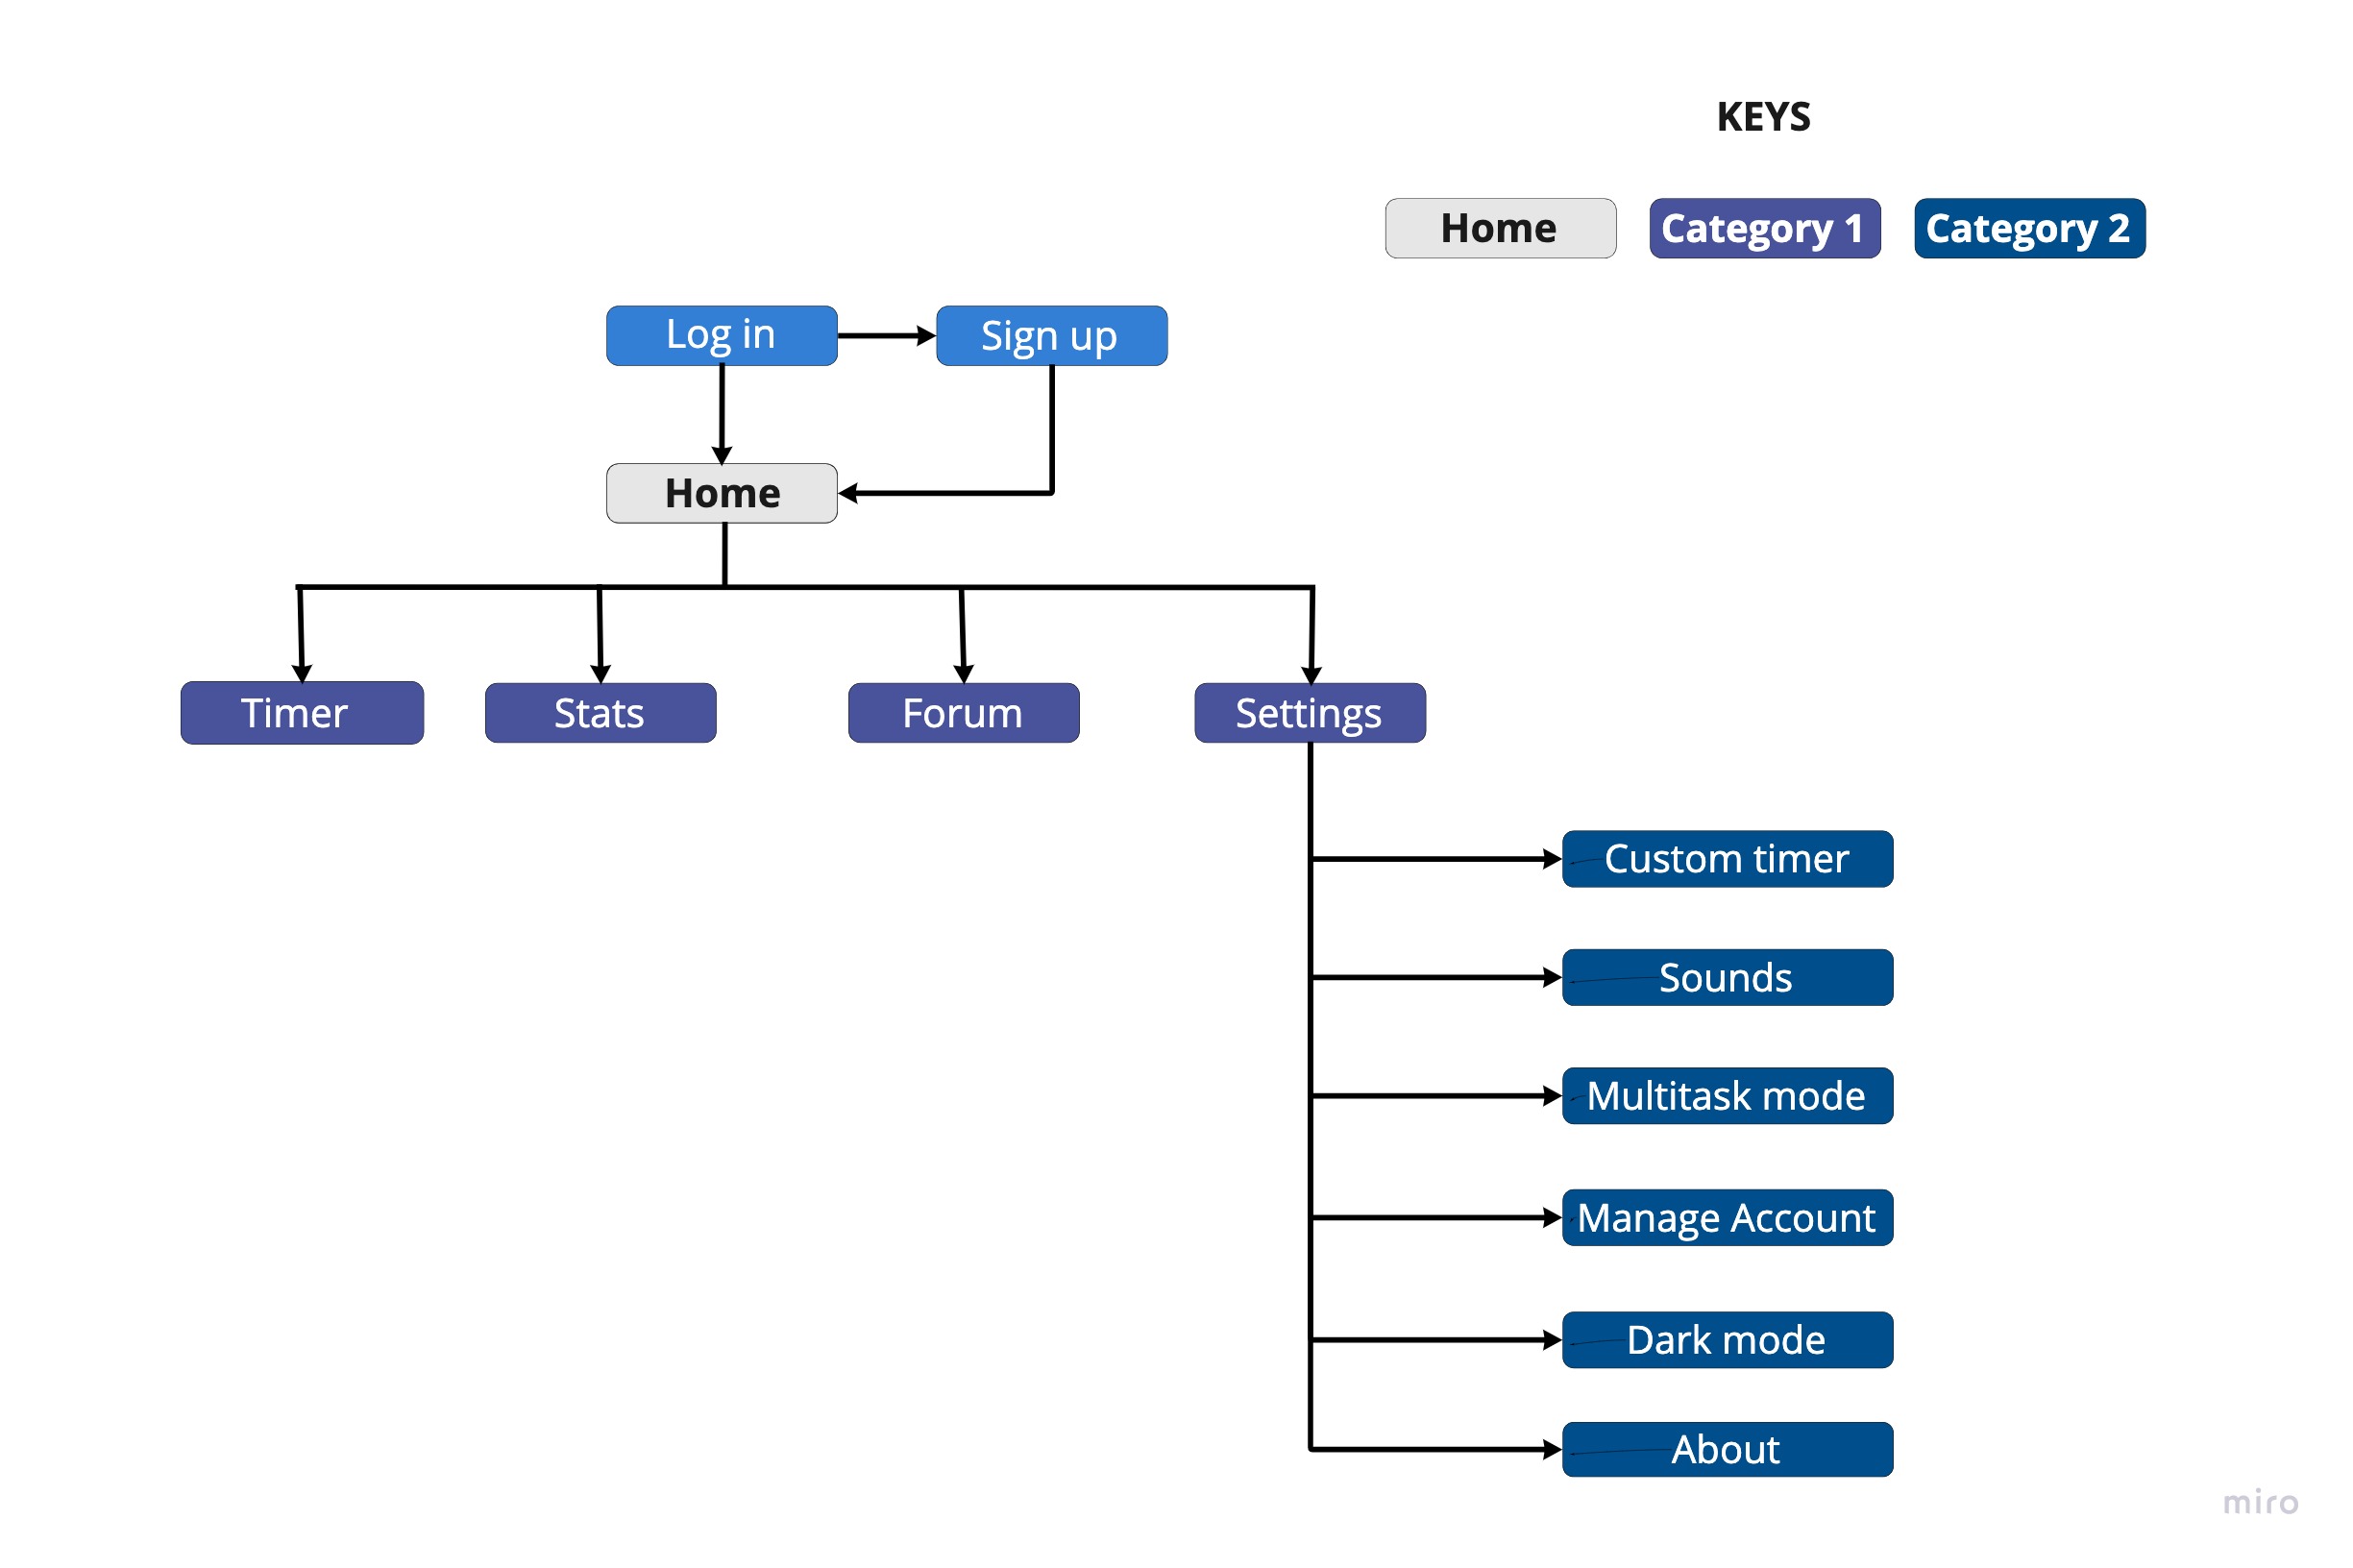 KEYS
Home
Category 1
Category 2
Log in
Sign up
Home
Timer
Stats
Forum
Settings
Custom timer
Sounds
Multitask mode
Manage Account
Dark mode
About
miro